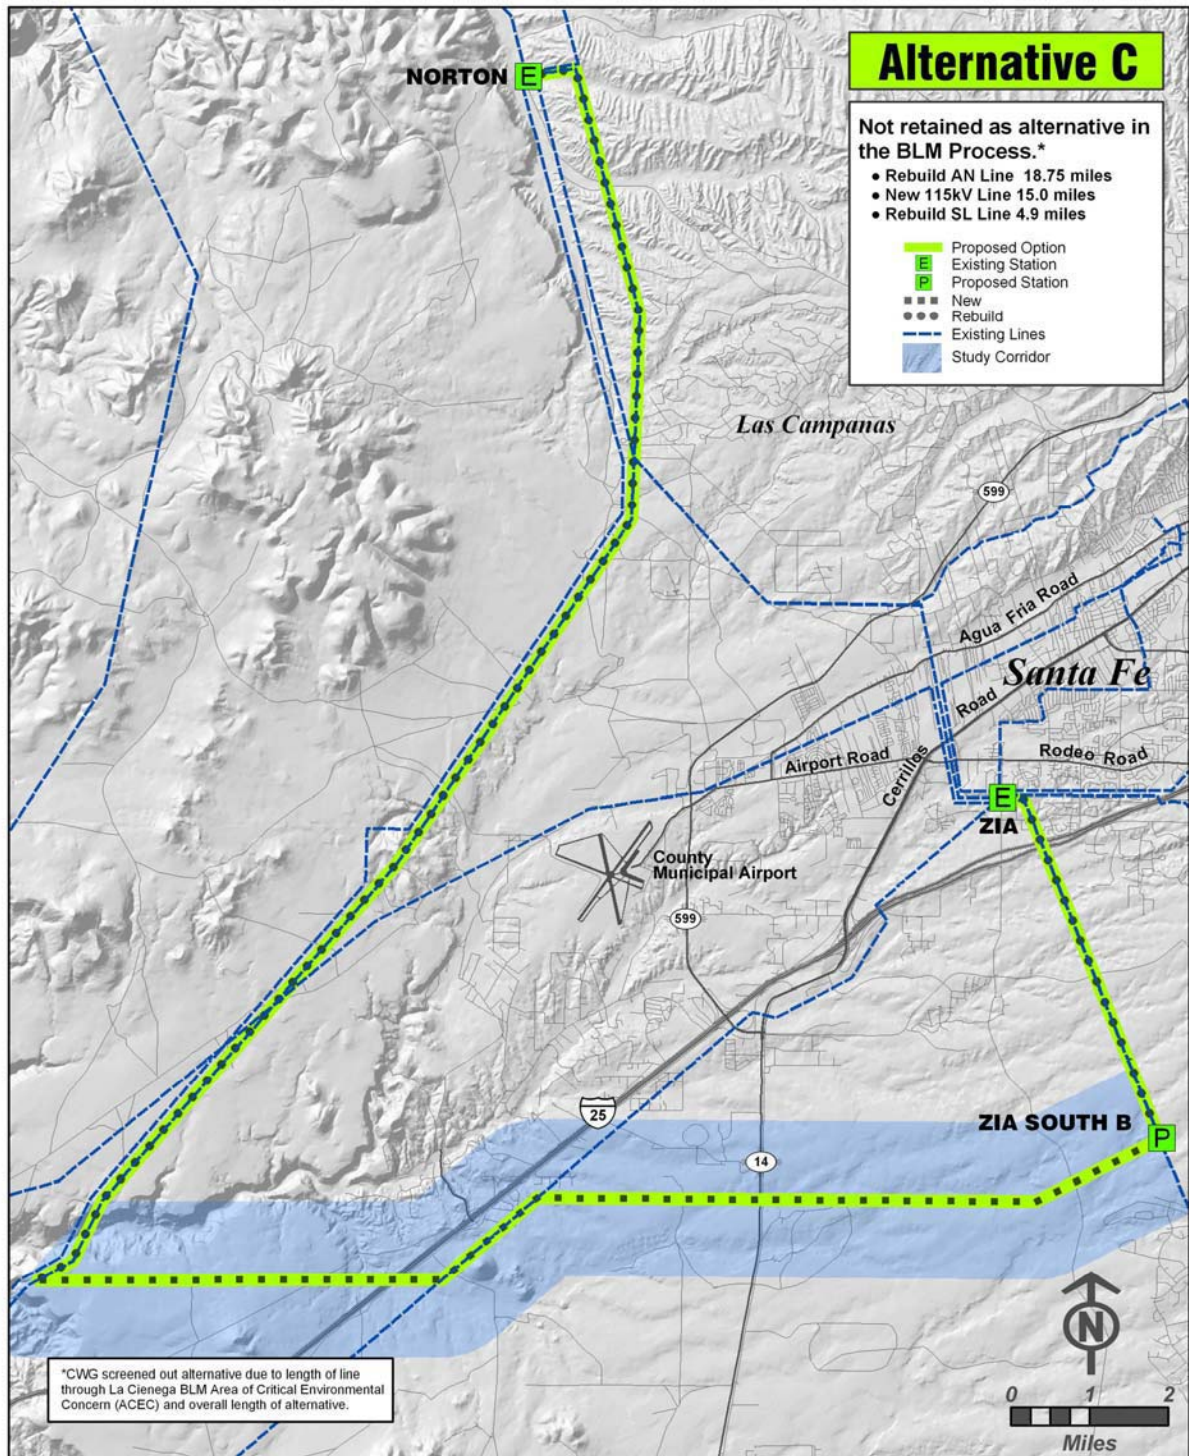 Alternative C
Not retained as alternative in
the BLM Process.*
• Rebuild AN Line 18.75 miles
• New 115kV Line 15.0 miles
• Rebuild SL Line 4.9 miles
Proposed Option
E Existing Station
P Proposed Station
New
Rebuild
Existing Lines
Study Corridor
NORTON E
Las Campanas
599
Agua Fria Road
Santa Fe
Road
Cerrillos
Airport Road
Rodeo Road
E
ZIA
County
Municipal Airport
599
25
ZIA SOUTH B
P
14
N
*CWG screened out alternative due to length of line
through La Cienega BLM Area of Critical Environmental
Concern (ACEC) and overall length of alternative.
0 1 2
Miles